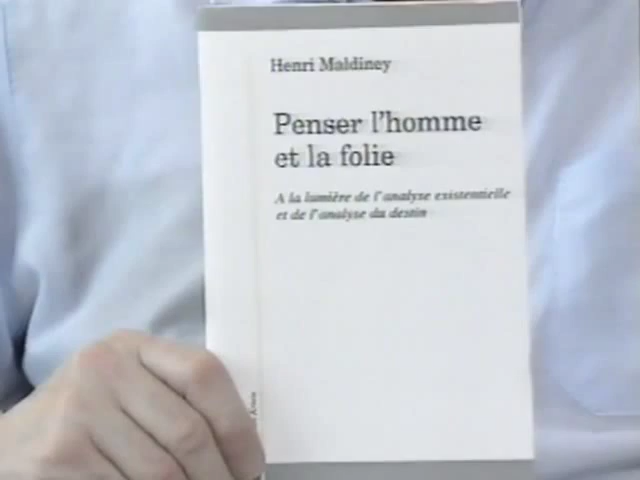 Henri Maldiney
Penser l'homme
et la folie
A la lumière de l'analyse existentielle
et de l'analyse du destin